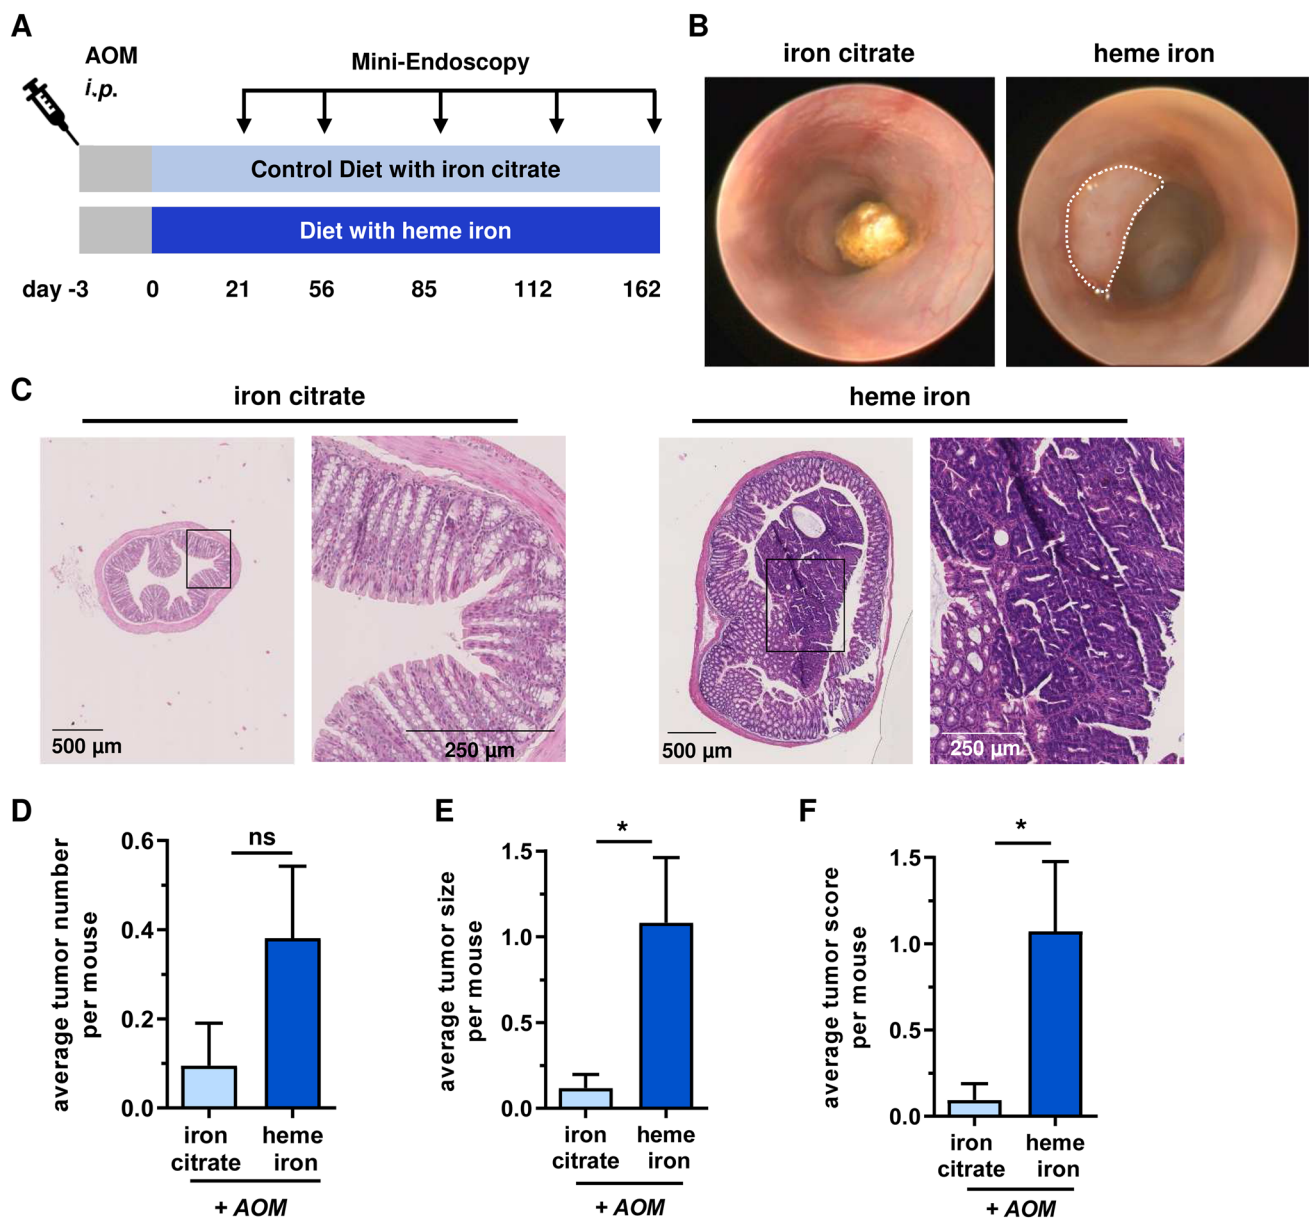 A
AOM
i.p.
Mini-Endoscopy
Control Diet with iron citrate
Diet with heme iron
day -3 0 21 56 85 112 162
B
iron citrate heme iron
C
iron citrate heme iron
500 µm
250 µm
500 µm
250 µm
D
average tumor number
per mouse
0.6
0.4
0.2
0.0
ns
iron
citrate
heme
iron
+ AOM
E
average tumor size
per mouse
1.5
1.0
0.5
0.0
*
iron
citrate
heme
iron
+ AOM
F
average tumor score
per mouse
1.5
1.0
0.5
0.0
*
iron
citrate
heme
iron
+ AOM